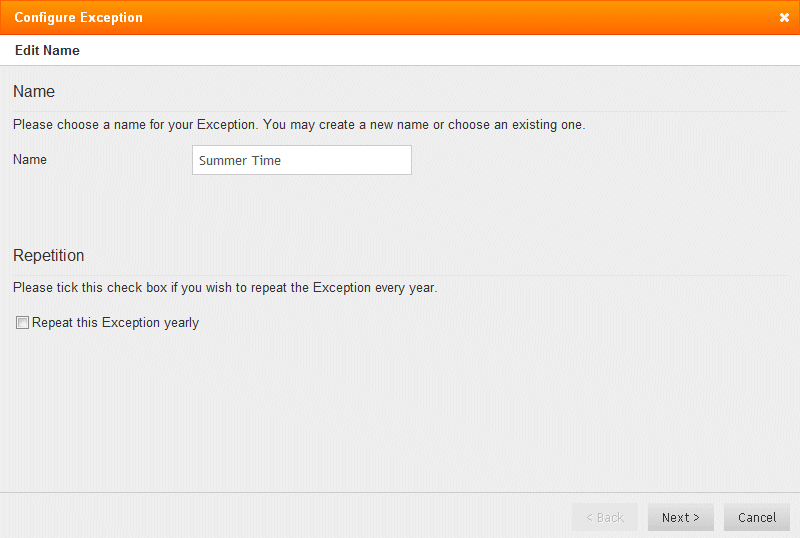 Configure Exception
Edit Name
Name
Please choose a name for your Exception. You may create a new name or choose an existing one.
Name
Summer Time
Repetition
Please tick this check box if you wish to repeat the Exception every year.
Repeat this Exception yearly
< Back
Next >
Cancel